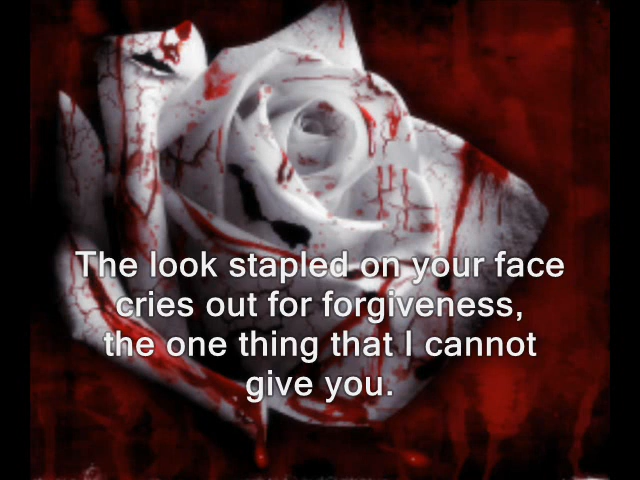 The look stapled on your face
cries out for forgiveness,
the one thing that I cannot
give you.